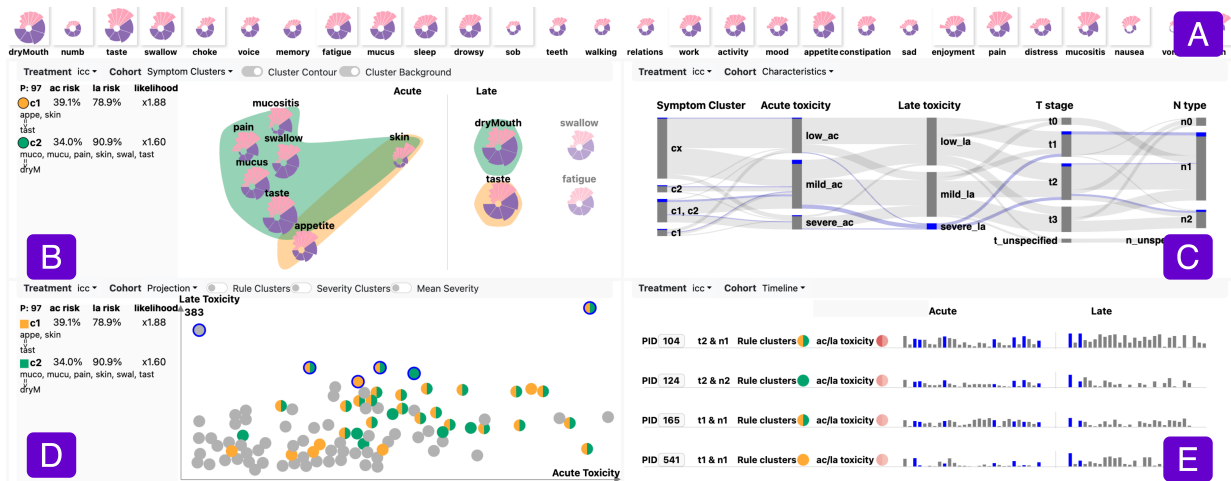 dryMouth numb taste swallow choke voice memory fatigue mucus sleep drowsy sob teeth walking relations work activity mood appetite constipation sad enjoyment pain distress mucositis nausea
A
Treatment icc Cohort Symptom Clusters Cluster Contour Cluster Background
P: 97 ac risk la risk likelihood
c1 39.1% 78.9% x1.88
appe, skin
tast
c2 34.0% 90.9% x1.60
muco, mucu, pain, skin, swal, tast
dryM
Acute Late
mucositis
pain
swallow
mucus
taste
appetite
skin
dryMouth swallow
taste fatigue
B
Treatment icc Cohort Characteristics
Symptom Cluster Acute toxicity Late toxicity T stage N type
cx
c2
c1, c2
c1
low_ac
mild_ac
severe_ac
low_la
mild_la
severe_la
t0
t1
t2
t3
t_unspecified
n0
n1
n2
C
Treatment icc Cohort Projection Rule Clusters Severity Clusters Mean Severity
P: 97 ac risk la risk likelihood
c1 39.1% 78.9% x1.88
appe, skin
tast
c2 34.0% 90.9% x1.60
muco, mucu, pain, skin, swal, tast
dryM
Late Toxicity
383
Acute Toxicity
D
Treatment icc Cohort Timeline
Acute Late
PID 104 t2 & n1 Rule clusters ac/la toxicity
PID 124 t2 & n2 Rule clusters ac/la toxicity
PID 165 t1 & n1 Rule clusters ac/la toxicity
PID 541 t1 & n1 Rule clusters ac/la toxicity
E